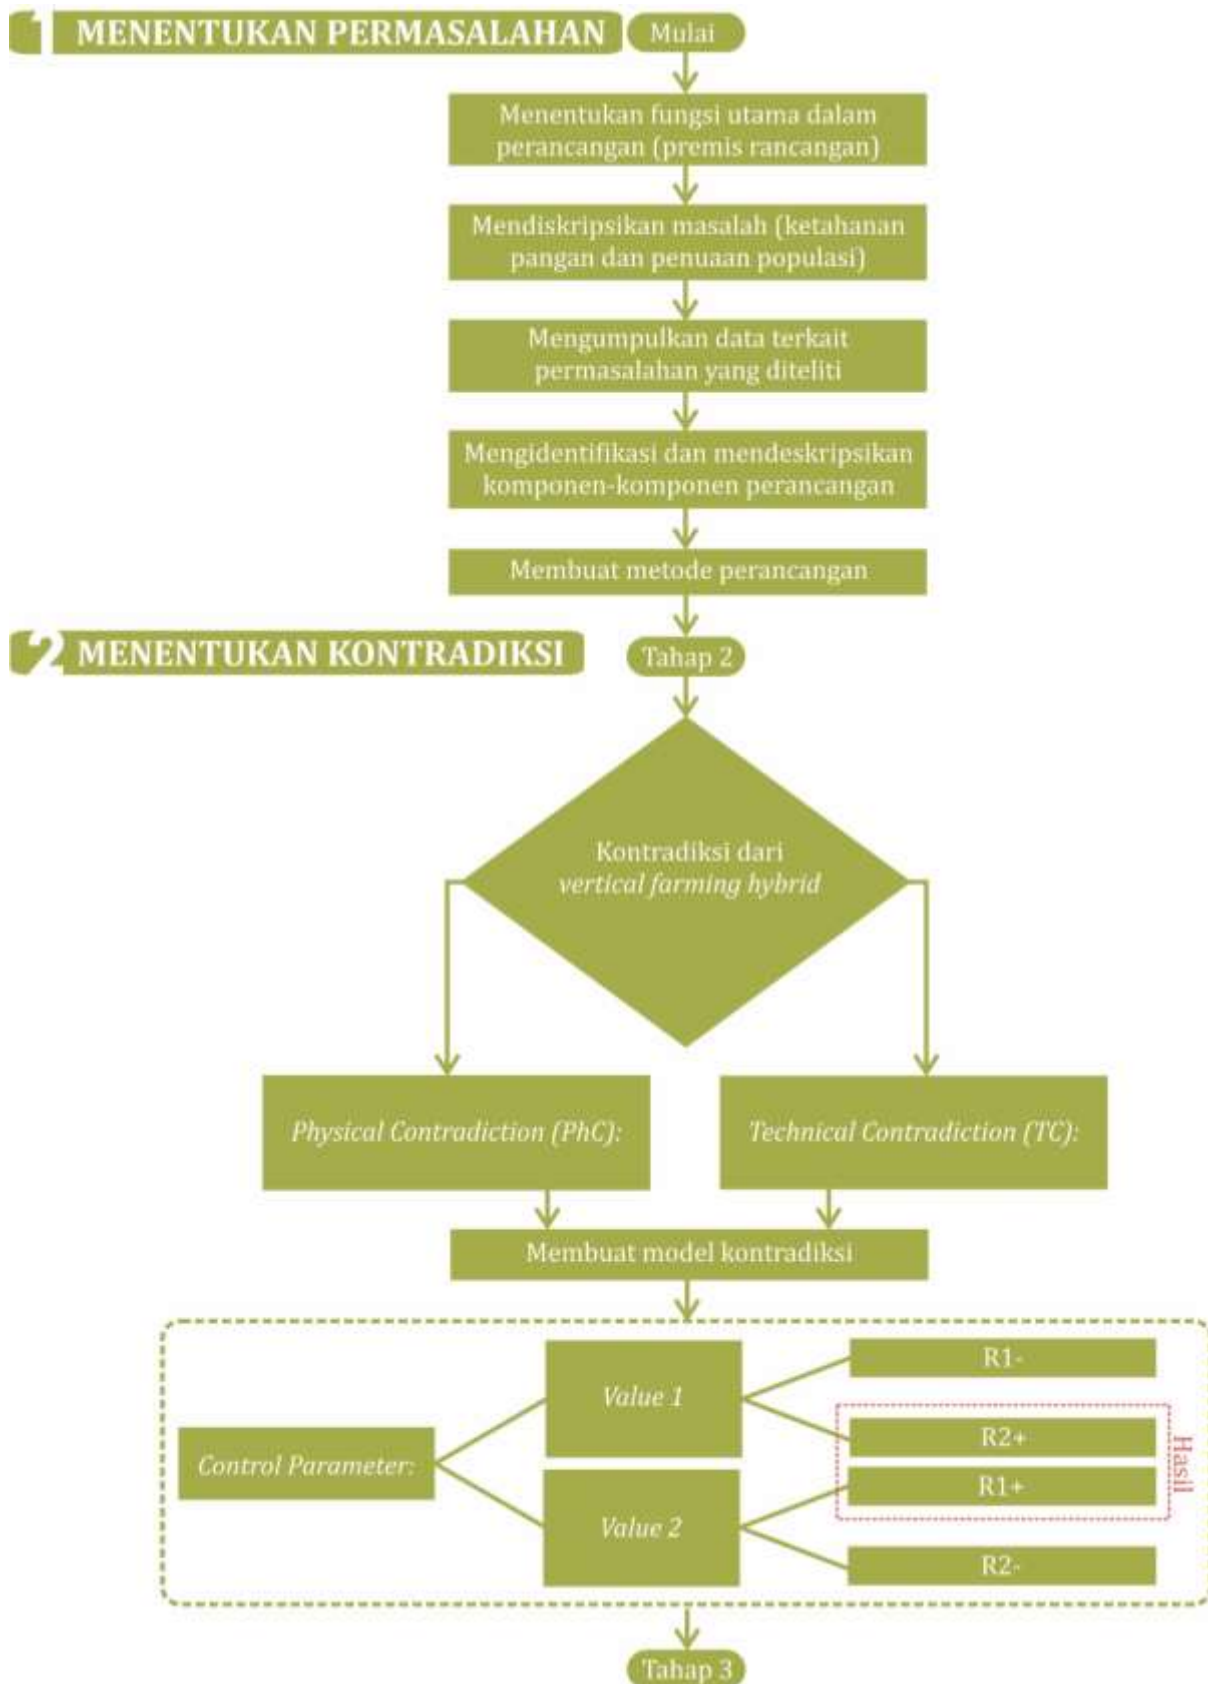 1 MENENTUKAN PERMASALAHAN
Mulai
Menentukan fungsi utama dalam
perancangan (premis rancangan)
Mendiskripsikan masalah (ketahanan
pangan dan penuaan populasi)
Mengumpulkan data terkait
permasalahan yang diteliti
Mengidentifikasi dan mendeskripsikan
komponen-komponen perancangan
Membuat metode perancangan
2 MENENTUKAN KONTRADIKSI
Tahap 2
Kontradiksi dari
vertical farming hybrid
Physical Contradiction (PhC):
Technical Contradiction (TC):
Membuat model kontradiksi
Control Parameter:
Value 1
R1-
R2+
Value 2
R1+
R2-
Hasil
Tahap 3